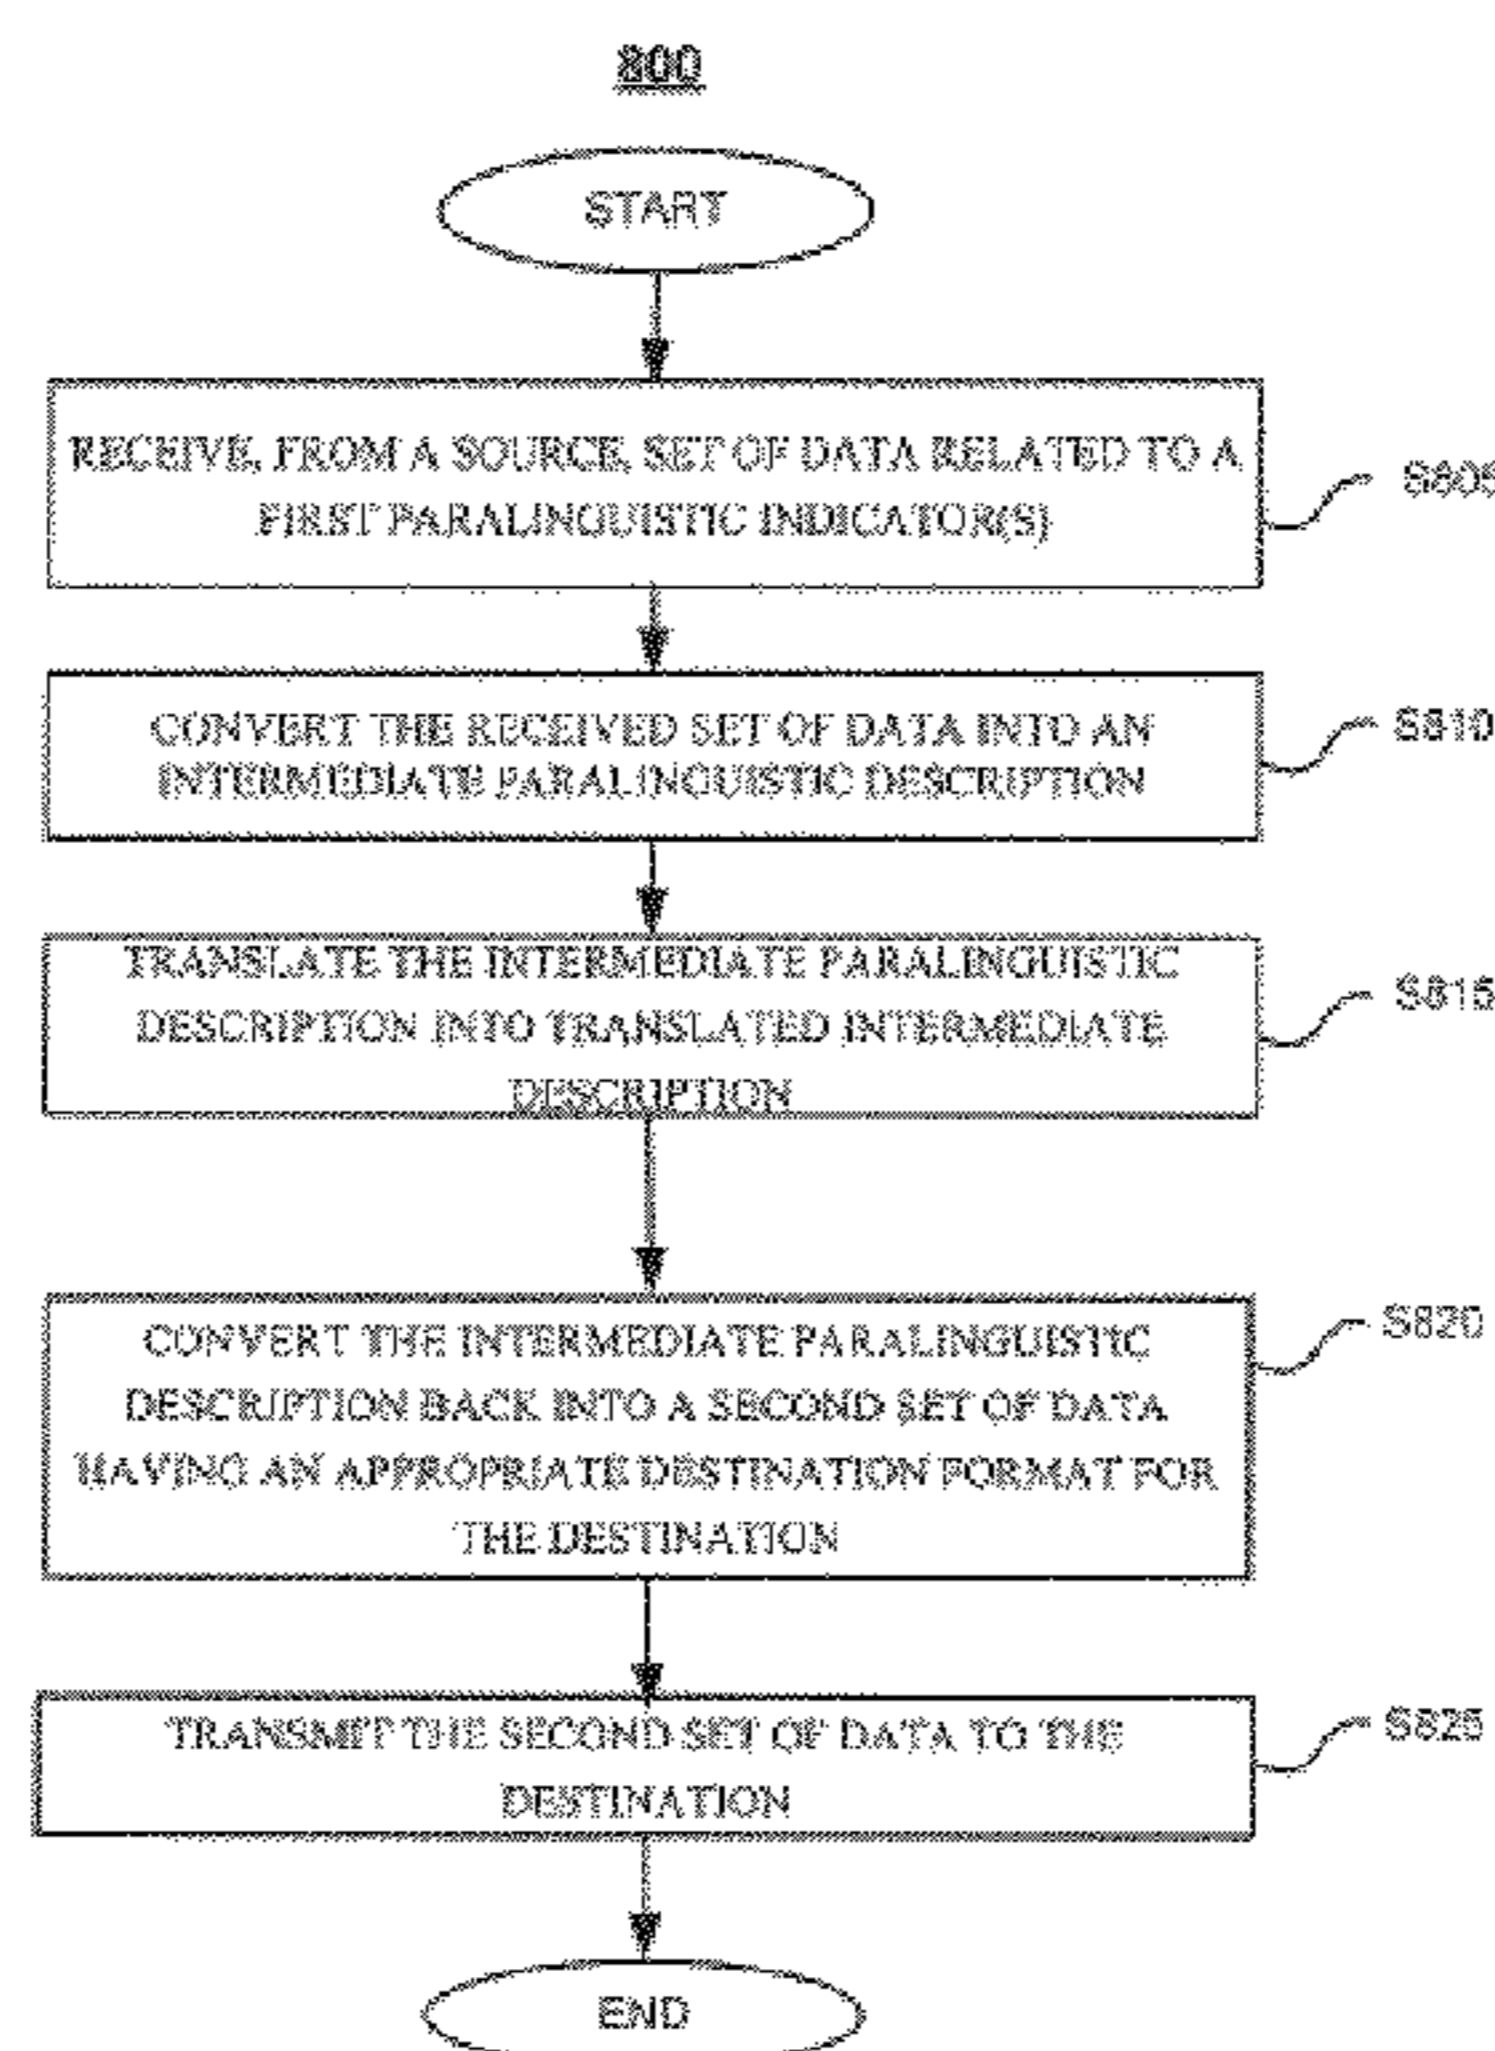 800
START
RECEIVE, FROM A SOURCE, SET OF DATA RELATED TO A
FIRST PARALINGUISTIC INDICATOR(S)
S805
CONVERT THE RECEIVED SET OF DATA INTO AN
INTERMEDIATE PARALINGUISTIC DESCRIPTION
S810
TRANSLATE THE INTERMEDIATE PARALINGUISTIC
DESCRIPTION INTO TRANSLATED INTERMEDIATE
DESCRIPTION
S815
CONVERT THE INTERMEDIATE PARALINGUISTIC
DESCRIPTION BACK INTO A SECOND SET OF DATA
HAVING AN APPROPRIATE DESTINATION FORMAT FOR
THE DESTINATION
S820
TRANSMIT THE SECOND SET OF DATA TO THE
DESTINATION
S825
END